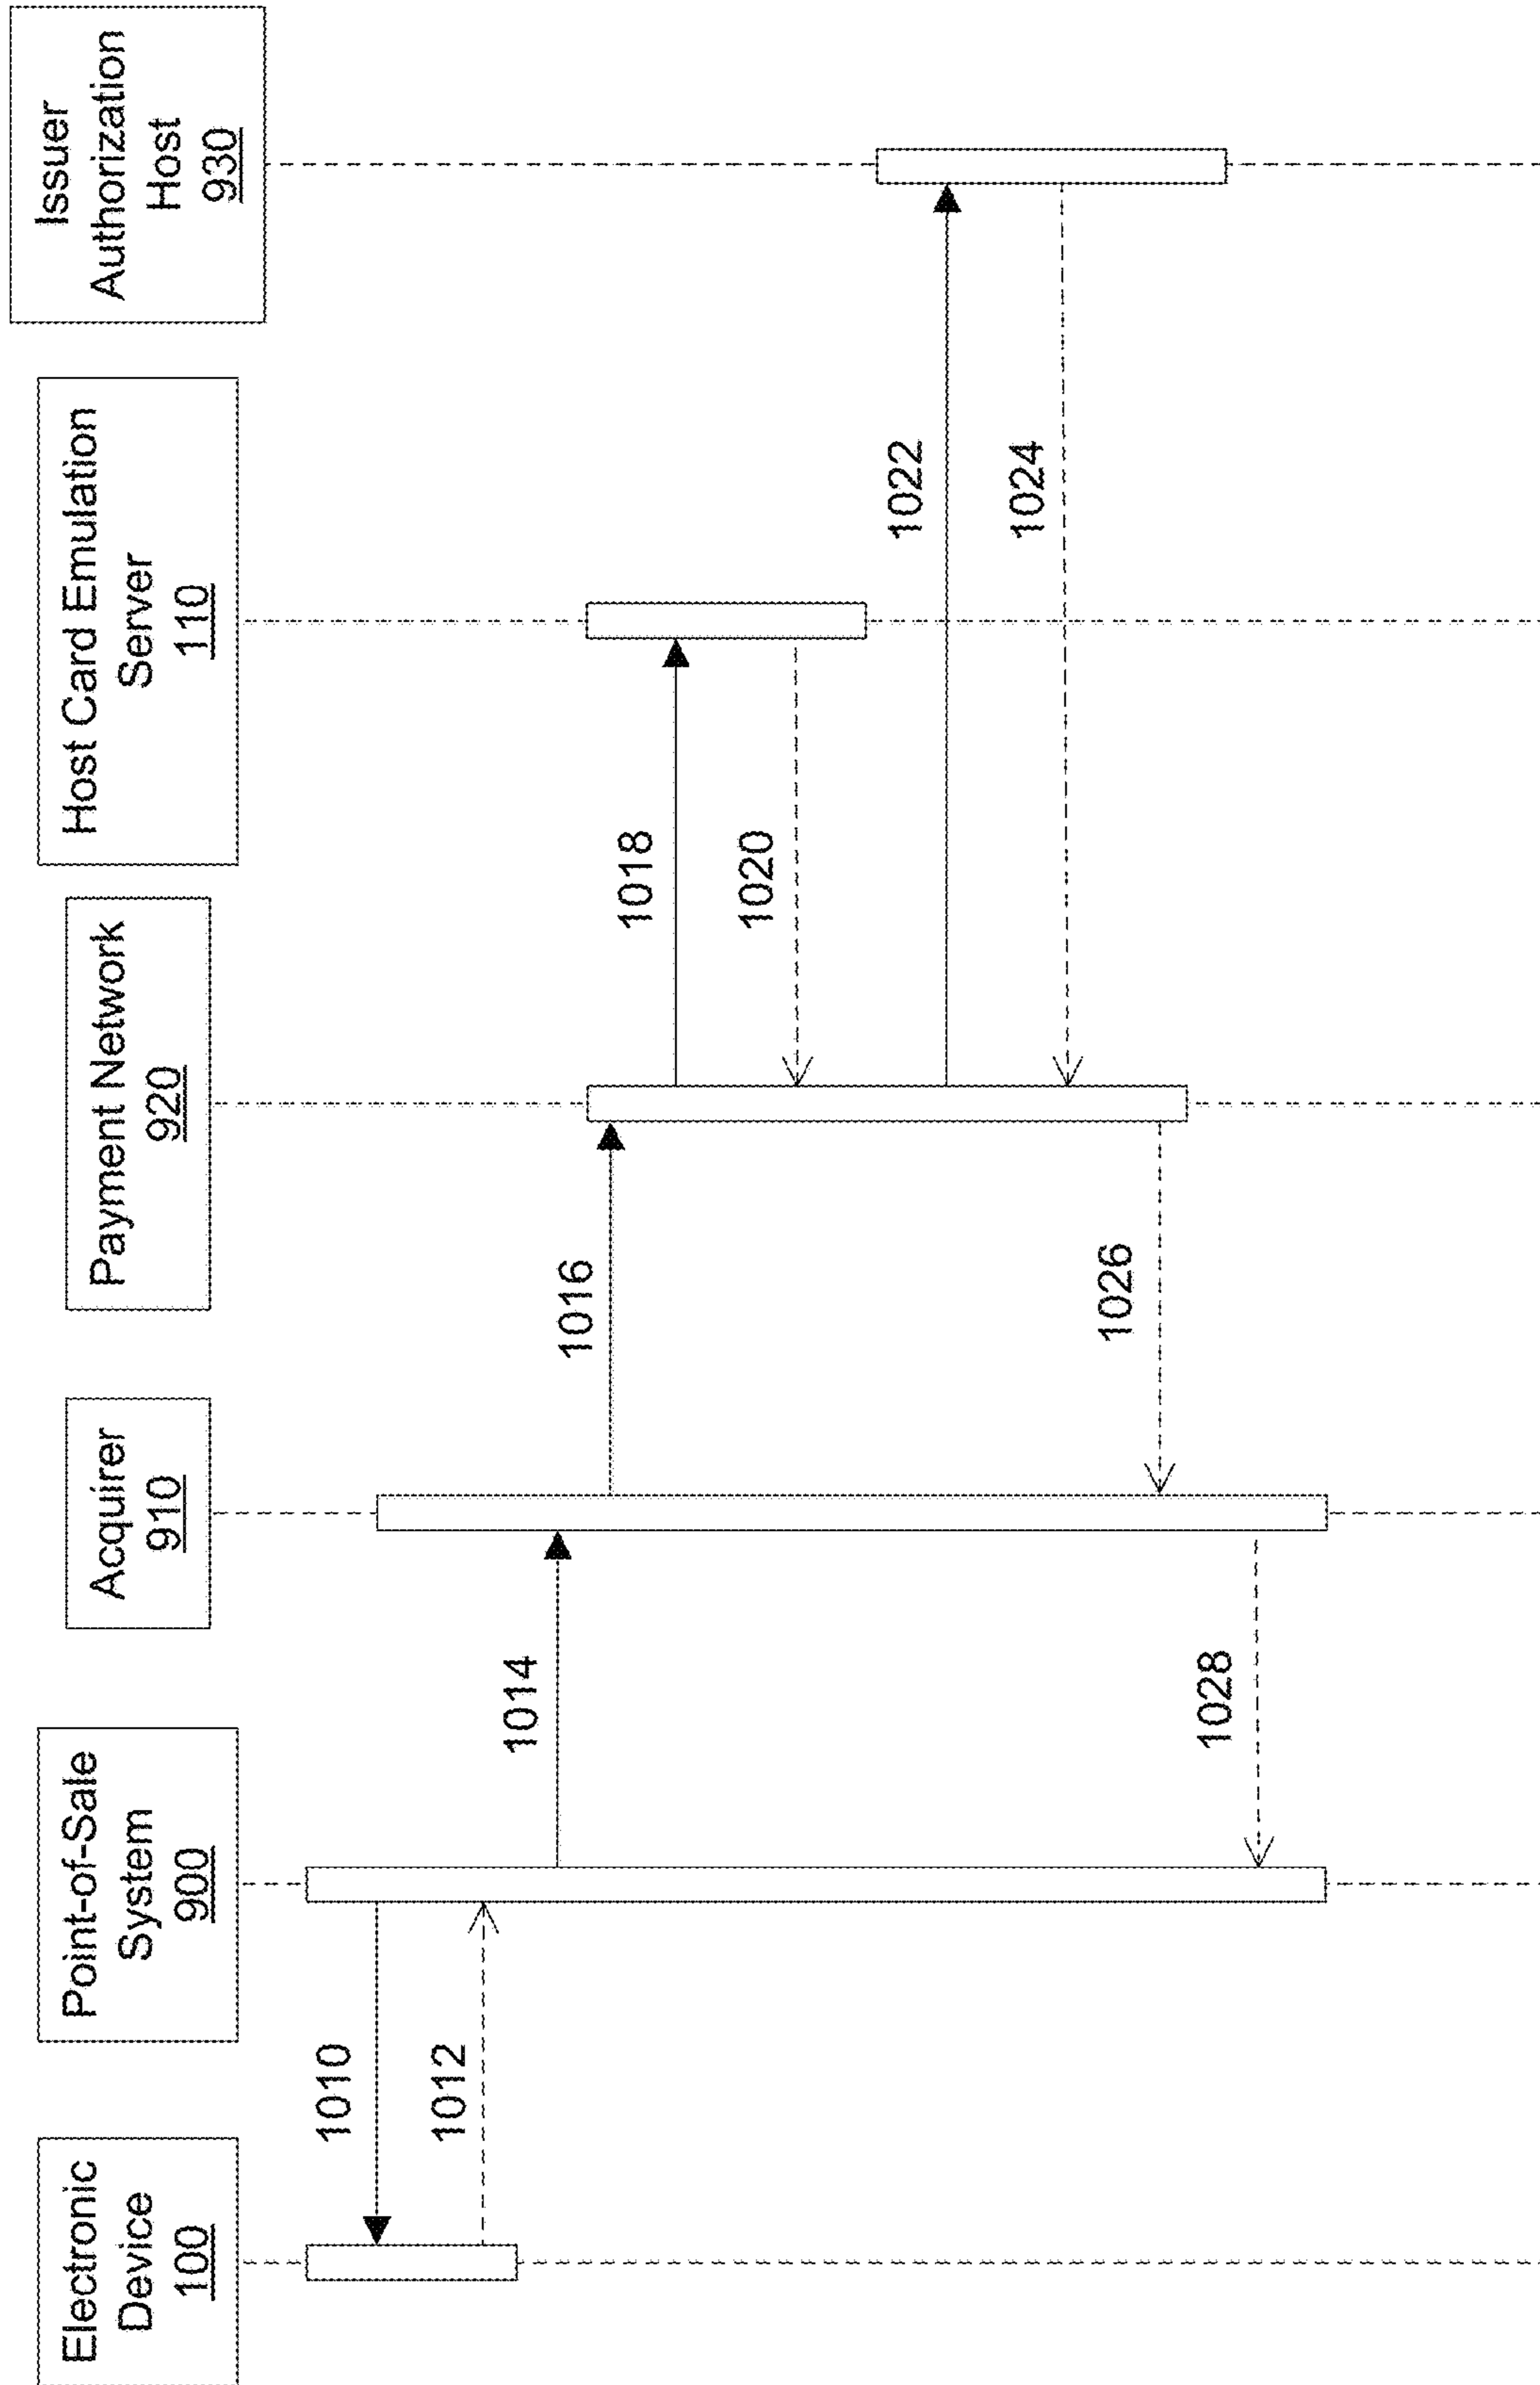 Electronic
Device
100
Point-of-Sale
System
900
Acquirer
910
Payment Network
920
Host Card Emulation
Server
110
Issuer
Authorization
Host
930
1010
1012
1014
1016
1018
1020
1022
1024
1026
1028